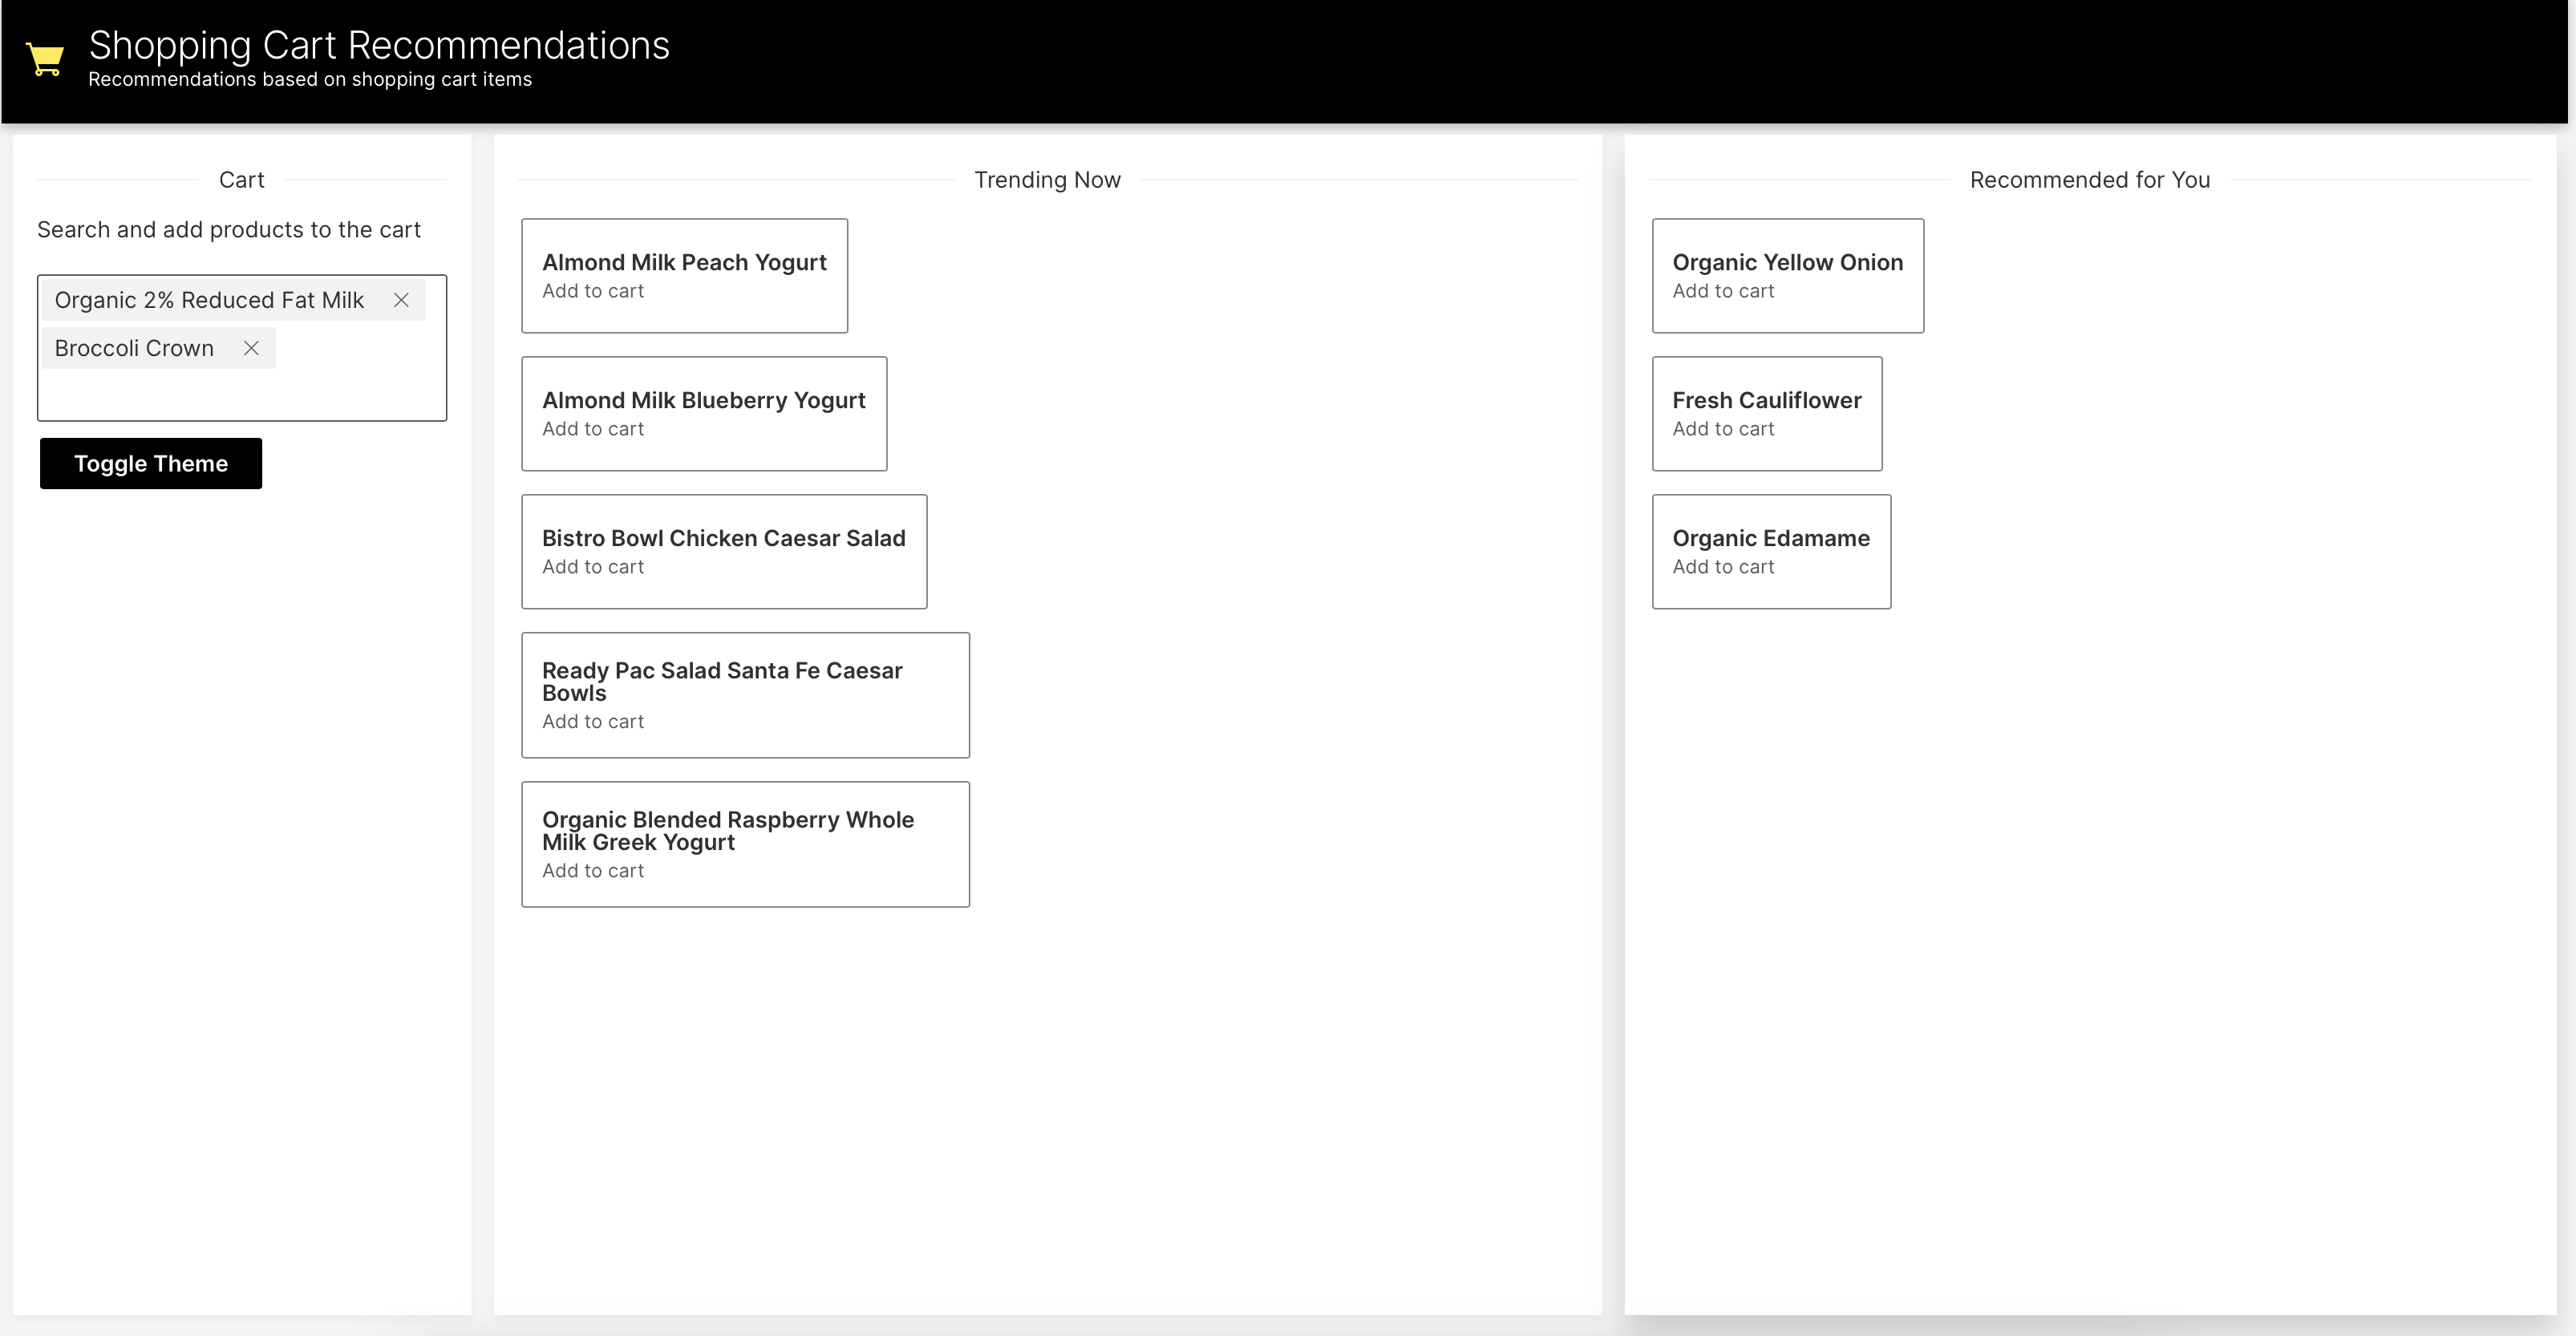 Shopping Cart Recommendations
Recommendations based on shopping cart items
Cart
Search and add products to the cart
Organic 2% Reduced Fat Milk
Broccoli Crown
Toggle Theme
Trending Now
Almond Milk Peach Yogurt
Add to cart
Almond Milk Blueberry Yogurt
Add to cart
Bistro Bowl Chicken Caesar Salad
Add to cart
Ready Pac Salad Santa Fe Caesar
Bowls
Add to cart
Organic Blended Raspberry Whole
Milk Greek Yogurt
Add to cart
Recommended for You
Organic Yellow Onion
Add to cart
Fresh Cauliflower
Add to cart
Organic Edamame
Add to cart